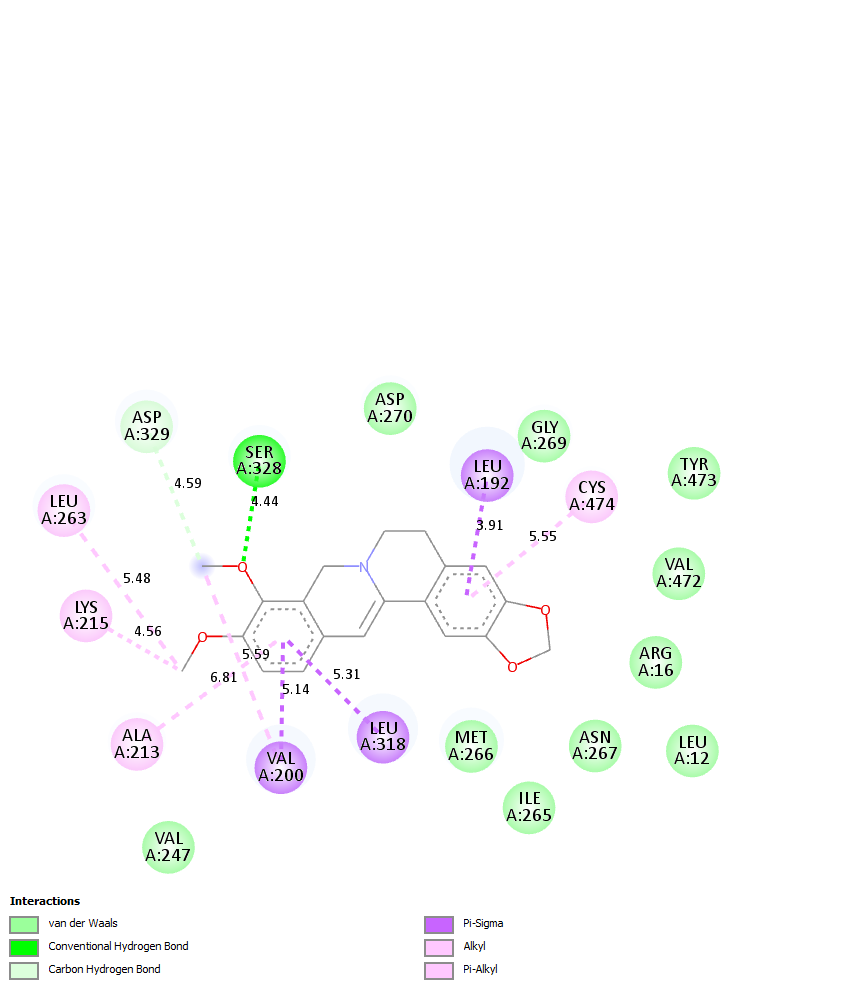 ASP
A:270
ASP
A:329
GLY
A:269
SER
A:328
LEU
A:192
TYR
A:473
CYS
A:474
LEU
A:263
4.59
4.44
3.91
5.55
VAL
A:472
N
O
5.48
LYS
A:215
O
4.56
O
5.59
ARG
A:16
O
6.81
5.31
5.14
ALA
A:213
LEU
A:318
MET
A:266
ASN
A:267
LEU
A:12
VAL
A:200
ILE
A:265
VAL
A:247
Interactions
van der Waals
Conventional Hydrogen Bond
Carbon Hydrogen Bond
Pi-Sigma
Alkyl
Pi-Alkyl